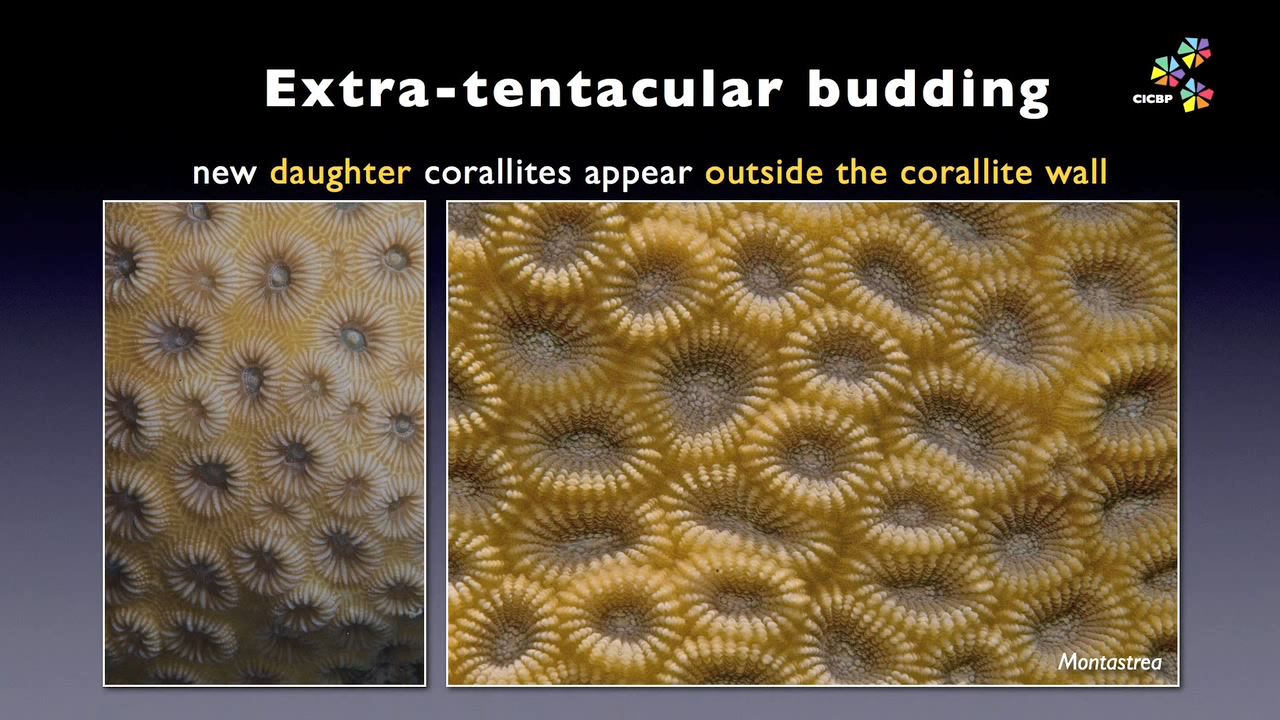 Extra-tentacular budding
CICBP
new daughter corallites appear outside the corallite wall
Montastrea